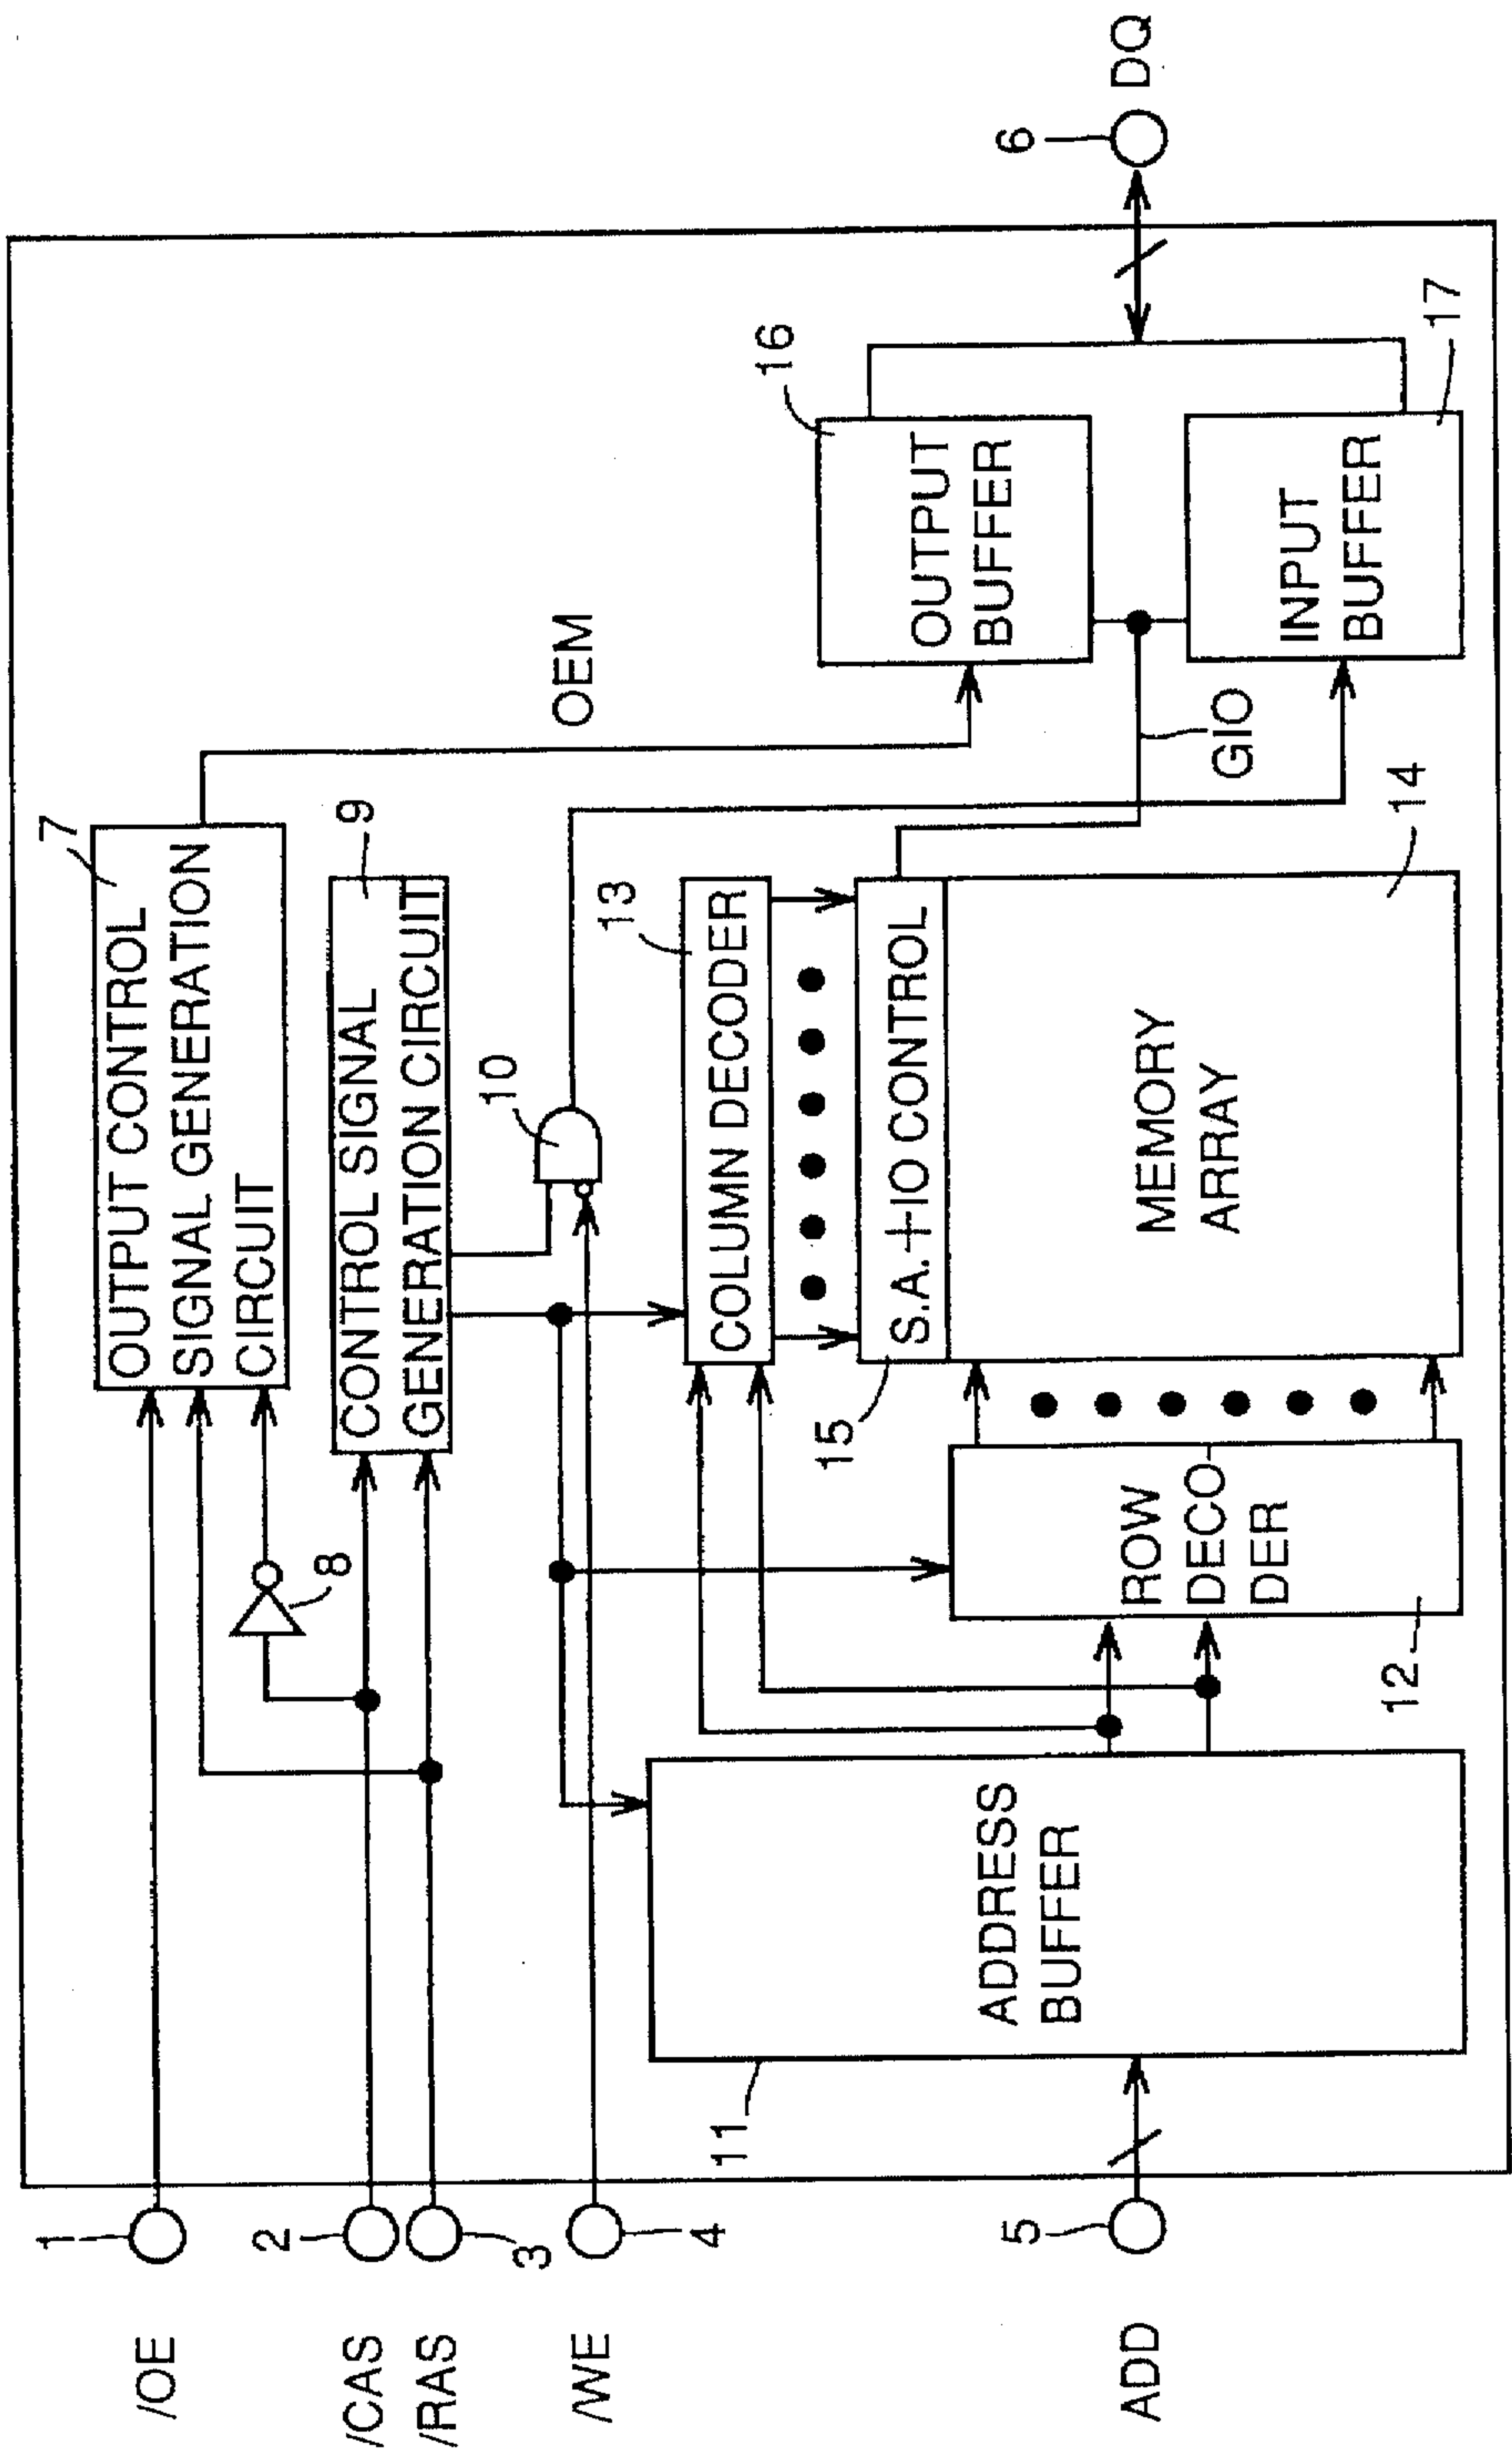 /OE
1
/CAS
2
/RAS
3
/WE
4
ADD
5
7
OUTPUT CONTROL
SIGNAL GENERATION
CIRCUIT
8
9
CONTROL SIGNAL
GENERATION CIRCUIT
10
OEM
13
COLUMN DECODER
15
S.A.+IO CONTROL
14
MEMORY
ARRAY
12
ROW
DECO-
DER
11
ADDRESS
BUFFER
16
OUTPUT
BUFFER
GIO
17
INPUT
BUFFER
6
DQ